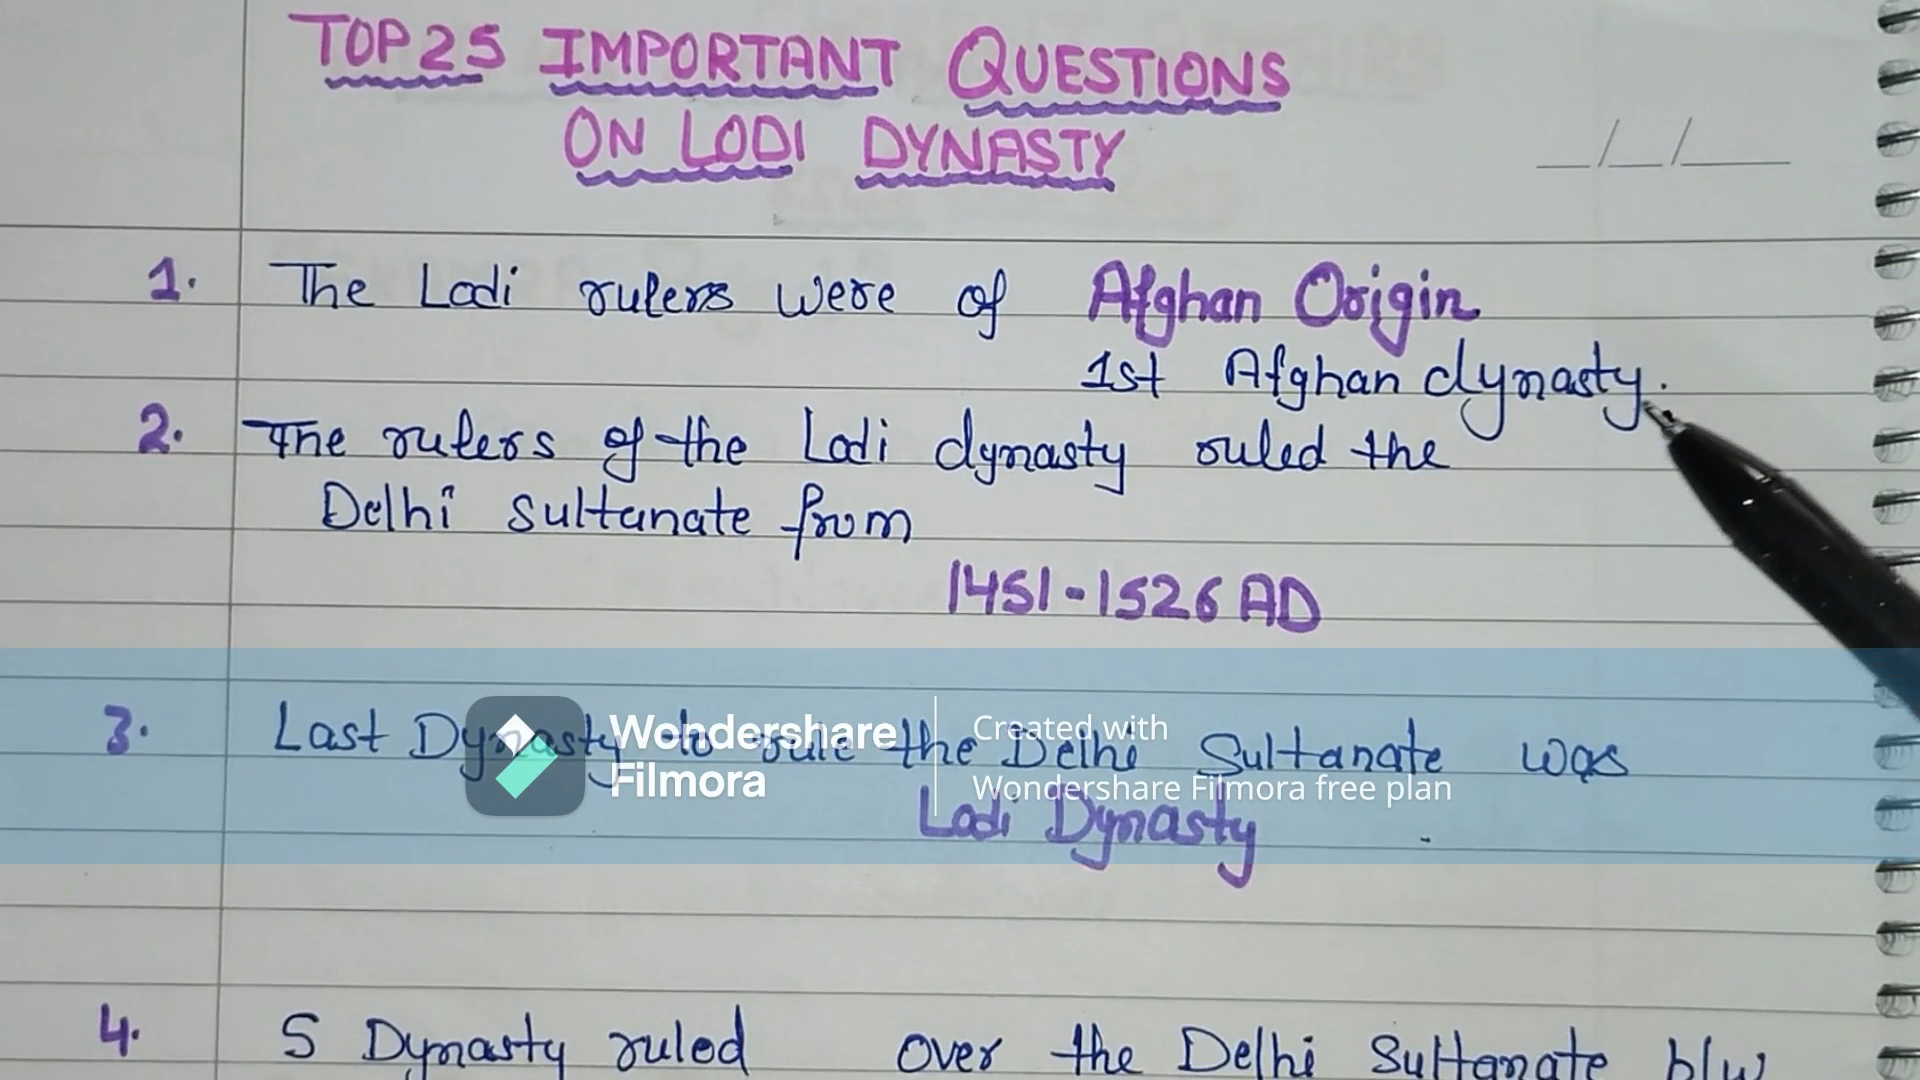 TOP 25 IMPORTANT QUESTIONS
ON LODI DYNASTY
_/_/__
1. The Lodi rulers were of Afghan Origin
1st Afghan dynasty.
2. The rulers of the Lodi dynasty ruled the
Delhi Sultanate from
1451-1526 AD
3. Last Dynasty to rule the Delhi Sultanate was
Lodi Dynasty
Wondershare
Filmora
Created with
Wondershare Filmora free plan
4. 5 Dynasty ruled over the Delhi Sultanate b/w